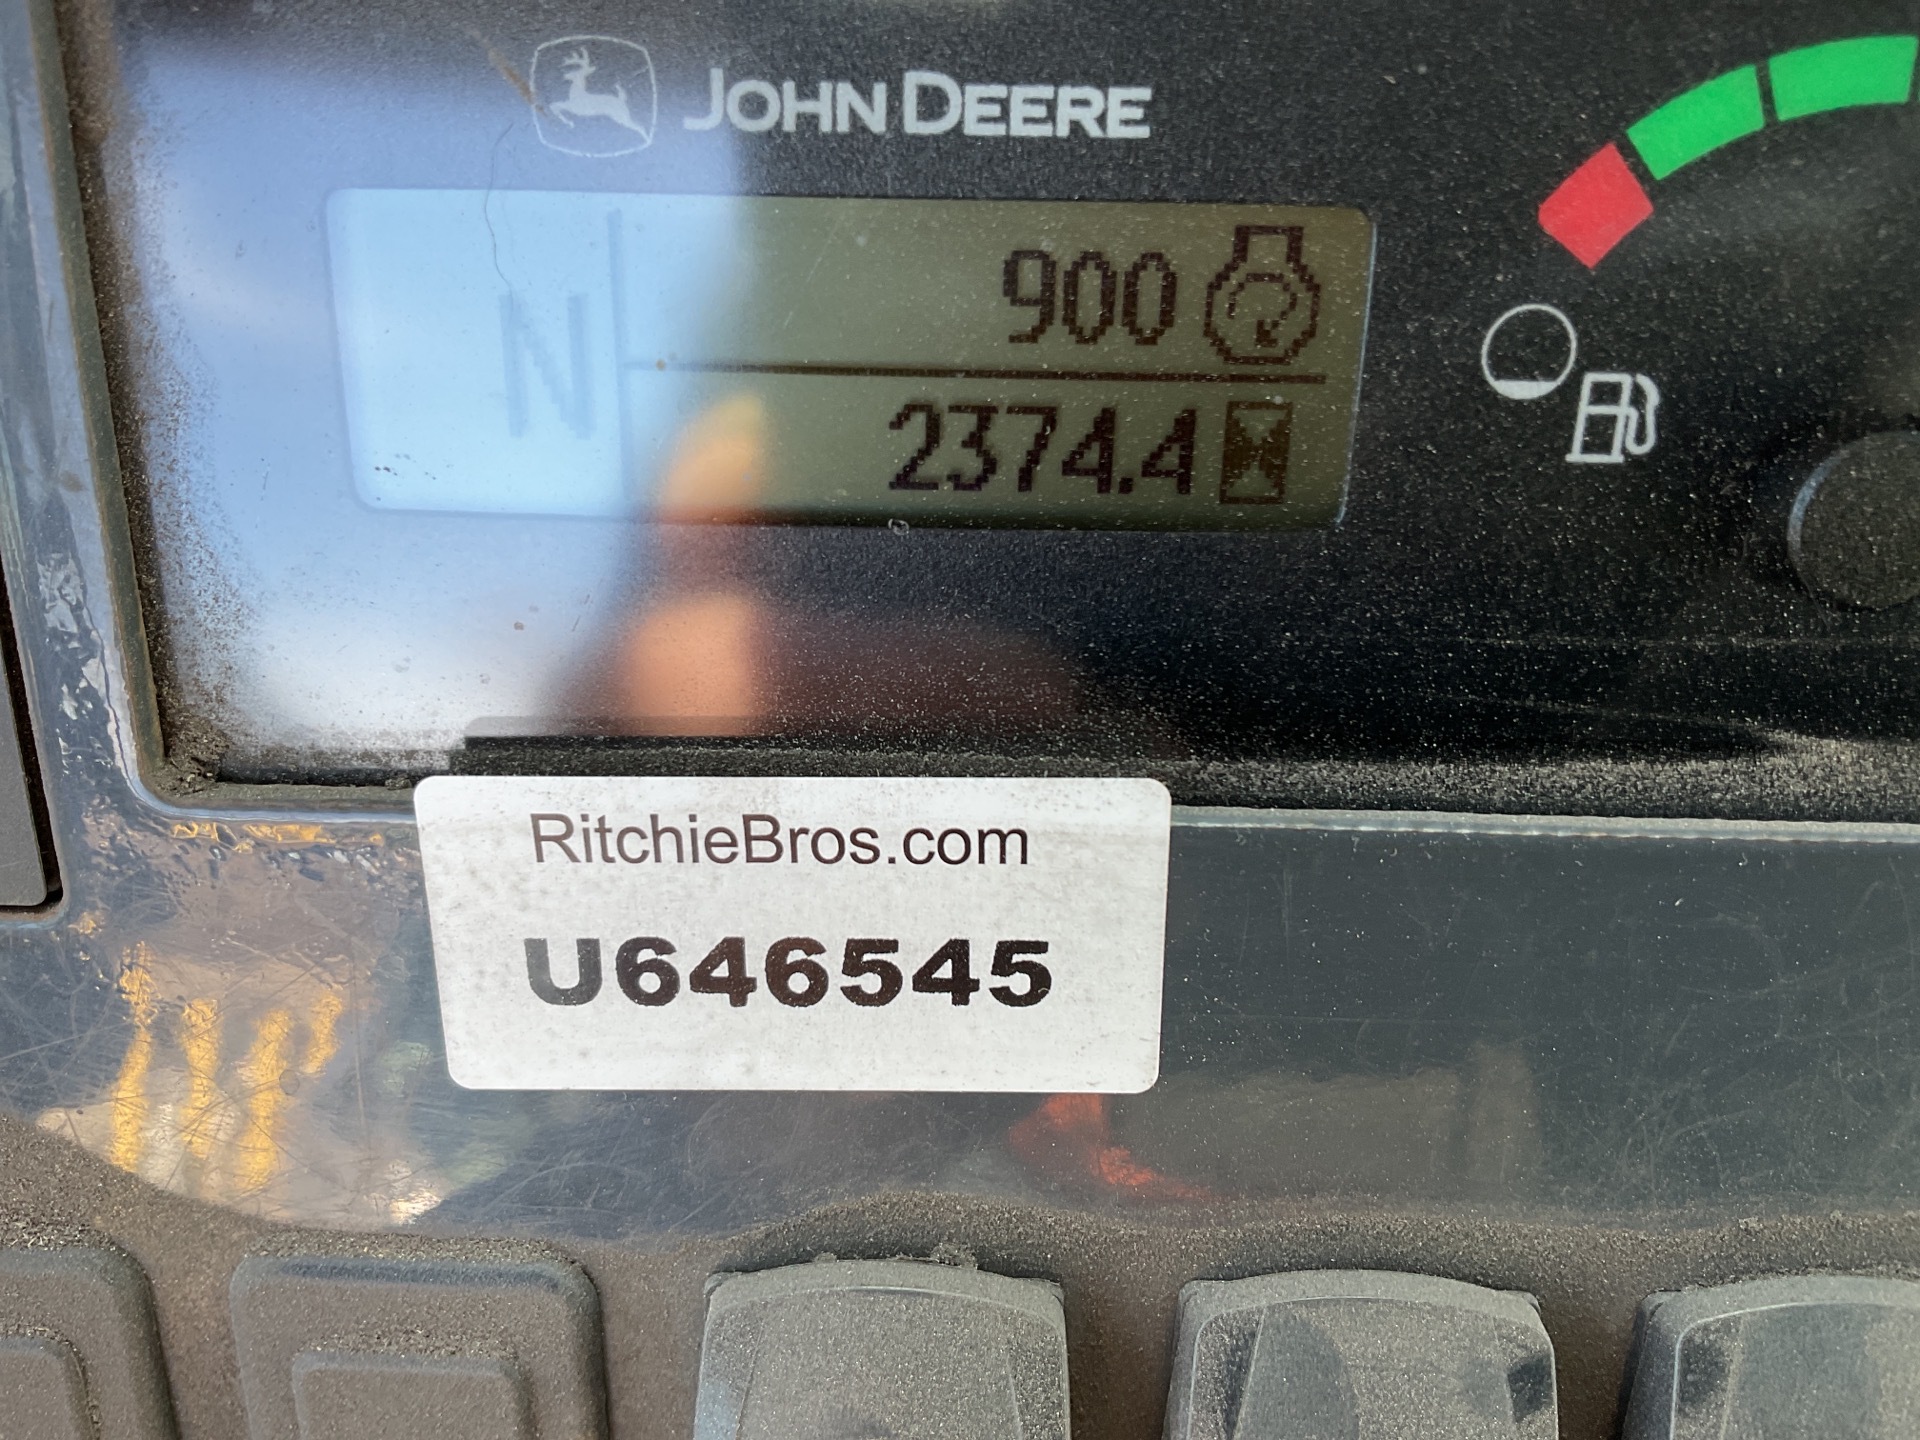 JOHN DEERE
N
900
2374.4
RitchieBros.com
U646545